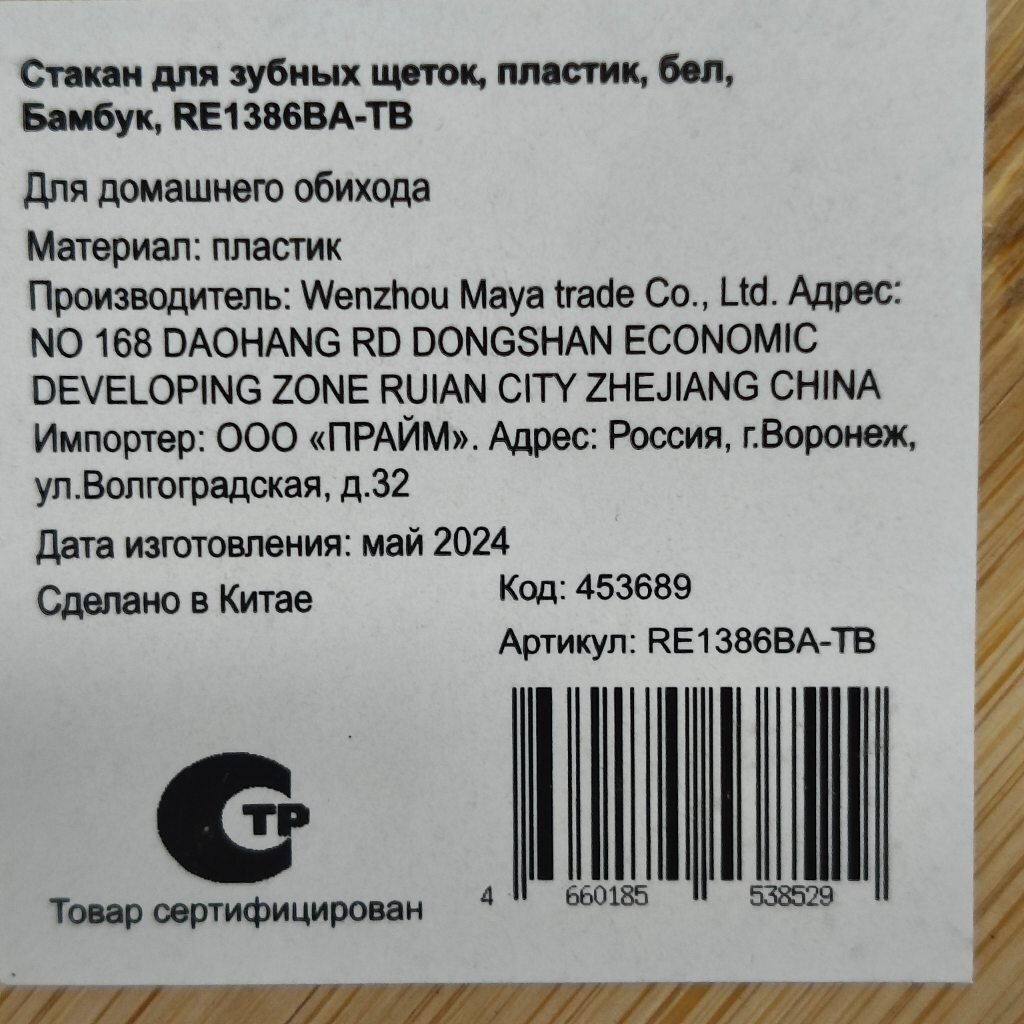 Стакан для зубных щеток, пластик, бел,
Бамбук, RE1386BA-TB
Для домашнего обихода
Материал: пластик
Производитель: Wenzhou Maya trade Co., Ltd. Адрес:
NO 168 DAOHANG RD DONGSHAN ECONOMIC
DEVELOPING ZONE RUIAN CITY ZHEJIANG CHINA
Импортер: ООО «ПРАЙМ». Адрес: Россия, г.Воронеж,
ул.Волгоградская, д.32
Дата изготовления: май 2024
Сделано в Китае
Код: 453689
Артикул: RE1386BA-TB
ТР
Товар сертифицирован
4 660185 538529